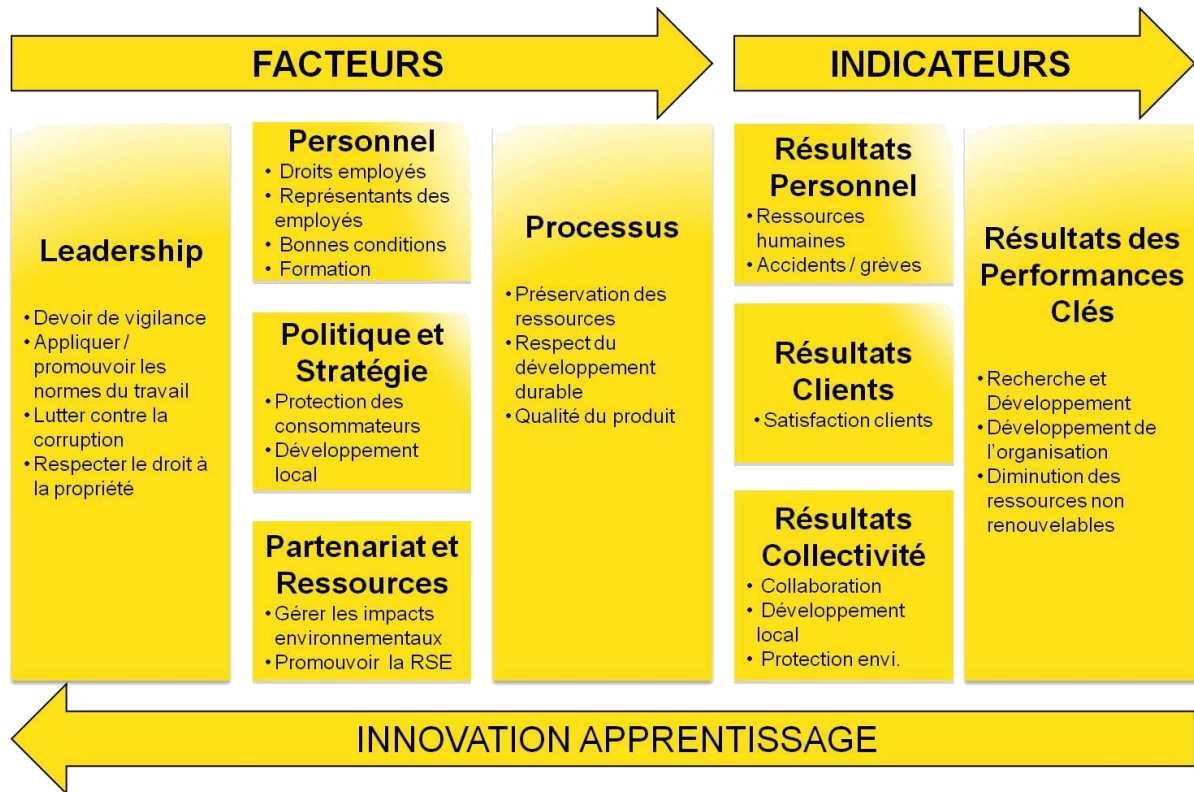 FACTEURS
INDICATEURS
Leadership
• Devoir de vigilance
• Appliquer /
promouvoir les
normes du travail
• Lutter contre la
corruption
• Respecter le droit à
la propriété
Personnel
• Droits employés
• Représentants des
employés
• Bonnes conditions
• Formation
Politique et
Stratégie
• Protection des
consommateurs
• Développement
local
Partenariat et
Ressources
• Gérer les impacts
environnementaux
• Promouvoir la RSE
Processus
• Préservation des
ressources
• Respect du
développement
durable
• Qualité du produit
Résultats
Personnel
• Ressources
humaines
• Accidents / grèves
Résultats
Clients
• Satisfaction clients
Résultats
Collectivité
• Collaboration
• Développement
local
• Protection envi.
Résultats des
Performances
Clés
• Recherche et
Développement
• Développement de
l'organisation
• Diminution des
ressources non
renouvelables
INNOVATION APPRENTISSAGE